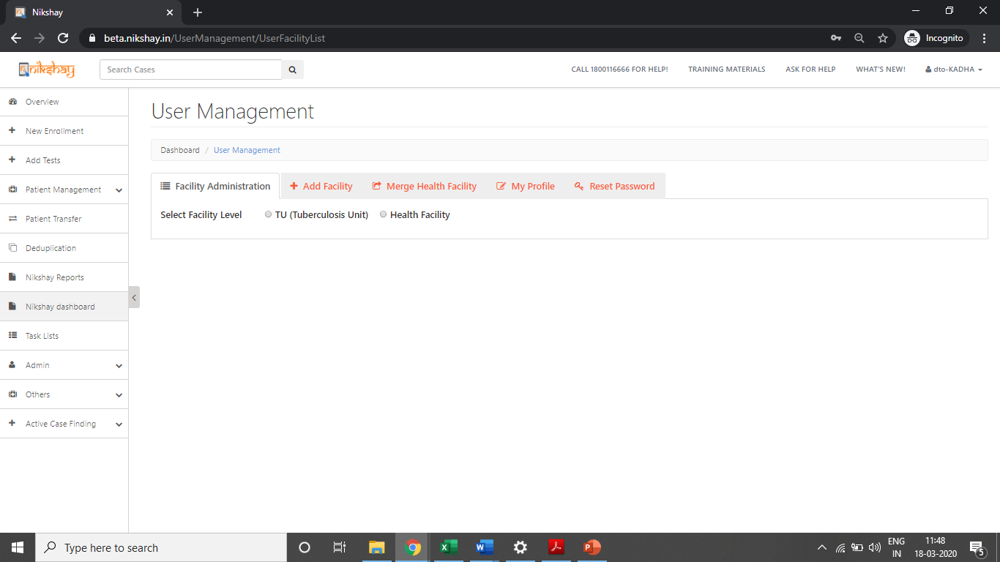 Nikshay
beta.nikshay.in/UserManagement/UserFacilityList
Incognito
nikshay
Search Cases
CALL 1800116666 FOR HELP!
TRAINING MATERIALS
ASK FOR HELP
WHAT'S NEW!
dto-KADHA
Overview
New Enrollment
Add Tests
Patient Management
Patient Transfer
Deduplication
Nikshay Reports
Nikshay dashboard
Task Lists
Admin
Others
Active Case Finding
User Management
Dashboard / User Management
Facility Administration
Add Facility
Merge Health Facility
My Profile
Reset Password
Select Facility Level
TU (Tuberculosis Unit)
Health Facility
Type here to search
ENG
IN
11:48
18-03-2020
5